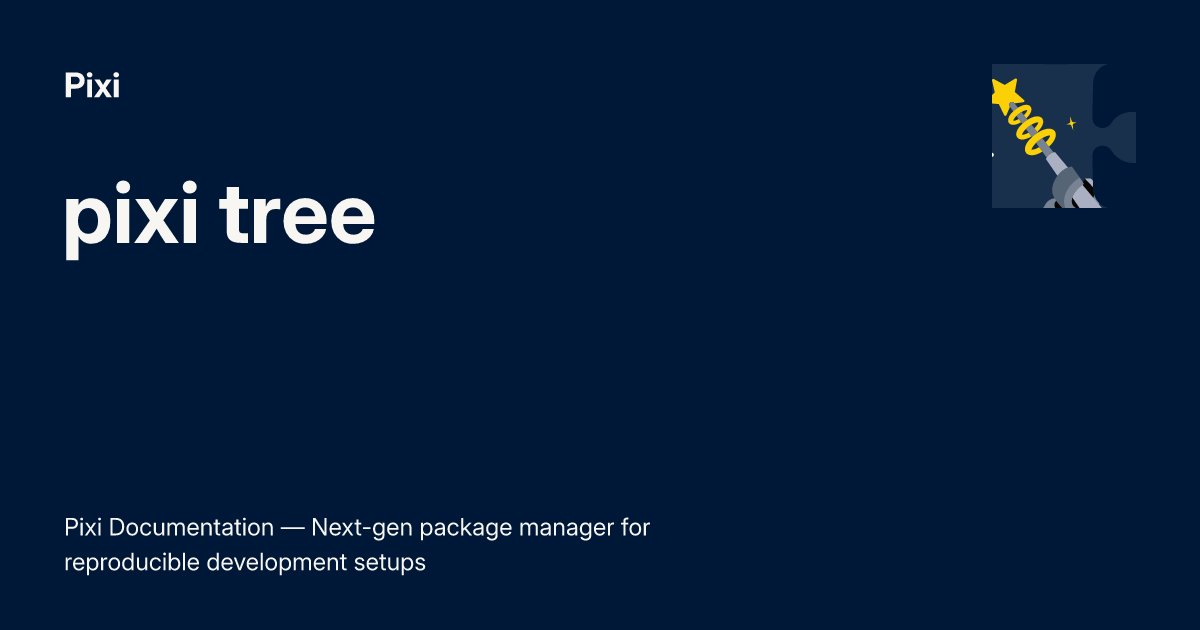 Pixi
pixi tree
Pixi Documentation — Next-gen package manager for
reproducible development setups